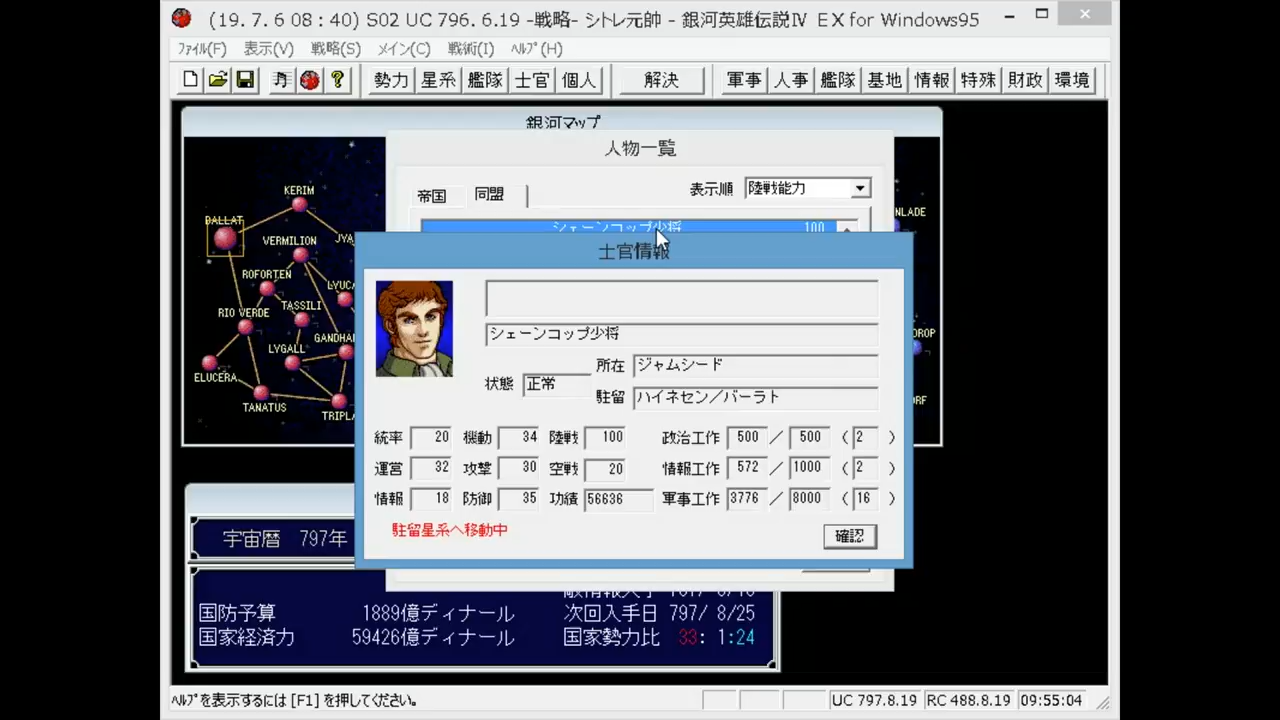 (19. 7. 6 08 : 40) S02 UC 796. 6.19 -戦略- シトレ元帥 - 銀河英雄伝説Ⅳ EX for Windows95
ﾌｧｲﾙ(F) 表示(V) 戦略(S) ﾒｲﾝ(C) 戦術(I) ﾍﾙﾌﾟ(H)
勢力 星系 艦隊 士官 個人 解決 軍事 人事 艦隊 基地 情報 特殊 財政 環境
銀河マップ
人物一覧
帝国 同盟 表示順 陸戦能力
シェーンコップ少将 100
士官情報
シェーンコップ少将
所在 ジャムシード
状態 正常
駐留 ハイネセン／バーラト
統率 20 機動 34 陸戦 100 政治工作 500 ／ 500 ( 2 )
運営 32 攻撃 30 空戦 20 情報工作 572 ／ 1000 ( 2 )
情報 18 防御 35 功績 56636 軍事工作 3776 ／ 8000 ( 16 )
駐留星系へ移動中
確認
KERIM
BALLAT
VERMILION
ROFORTEN
TASSILI
RIO VERDE
LYGALL
ELUCERA
TANATUS
宇宙暦 797年
国防予算 1889億ディナール 次回入手日 797/ 8/25
国家経済力 59426億ディナール 国家勢力比 33: 1:24
ﾍﾙﾌﾟを表示するには [F1] を押してください。
UC 797.8.19 RC 488.8.19 09:55:04